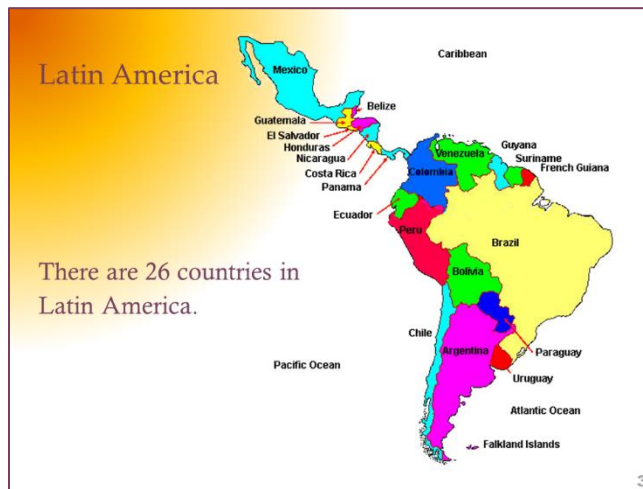 Caribbean
Latin America
Mexico
Belize
Guatemala
El Salvador
Honduras
Nicaragua
Costa Rica
Panama
Venezuela
Guyana
Suriname
French Guiana
Colombia
Ecuador
Peru
Brazil
There are 26 countries in
Latin America.
Bolivia
Chile
Argentina
Paraguay
Pacific Ocean
Uruguay
Atlantic Ocean
Falkland Islands
3